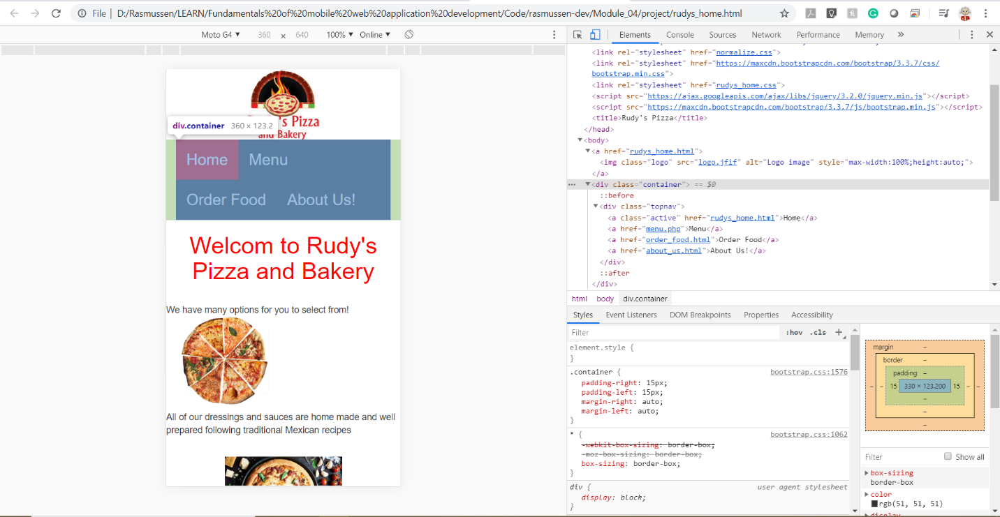 File | D:/Rasmussen/LEARN/Fundamentals%20of%20mobile%20web%20application%20development/Code/rasmussen-dev/Module_04/project/rudys_home.html
Moto G4 ▼ 360 × 640 100% ▼ Online ▼
Elements Console Sources Network Performance Memory »
<link rel="stylesheet" href="normalize.css">
<link rel="stylesheet" href="https://maxcdn.bootstrapcdn.com/bootstrap/3.3.7/css/
bootstrap.min.css">
<link rel="stylesheet" href="rudys_home.css">
<script src="https://ajax.googleapis.com/ajax/libs/jquery/3.2.0/jquery.min.js"></script>
<script src="https://maxcdn.bootstrapcdn.com/bootstrap/3.3.7/js/bootstrap.min.js"></script>
<title>Rudy's Pizza</title>
</head>
▼<body>
▼<a href="rudys_home.html">
<img class="logo" src="logo.jfif" alt="Logo image" style="max-width:100%;height:auto;">
</a>
… ▼<div class="container"> == $0
::before
▼<div class="topnav">
<a class="active" href="rudys_home.html">Home</a>
<a href="menu.php">Menu</a>
<a href="order_food.html">Order Food</a>
<a href="about_us.html">About Us!</a>
</div>
::after
</div>
html body div.container
Styles Event Listeners DOM Breakpoints Properties Accessibility
Filter :hov .cls +
element.style {
}
.container { bootstrap.css:1576
padding-right: 15px;
padding-left: 15px;
margin-right: auto;
margin-left: auto;
}
* { bootstrap.css:1062
-webkit-box-sizing: border-box;
-moz-box-sizing: border-box;
box-sizing: border-box;
}
div { user agent stylesheet
display: block;
}
margin –
border –
padding –
– – 15 330 × 123.200 15 – –
–
–
–
Filter Show all
box-sizing
border-box
color
rgb(51, 51, 51)
display
's Pizza
and Bakery
div.container 360 × 123.2
Home Menu
Order Food About Us!
Welcom to Rudy's
Pizza and Bakery
We have many options for you to select from!
All of our dressings and sauces are home made and well
prepared following traditional Mexican recipes